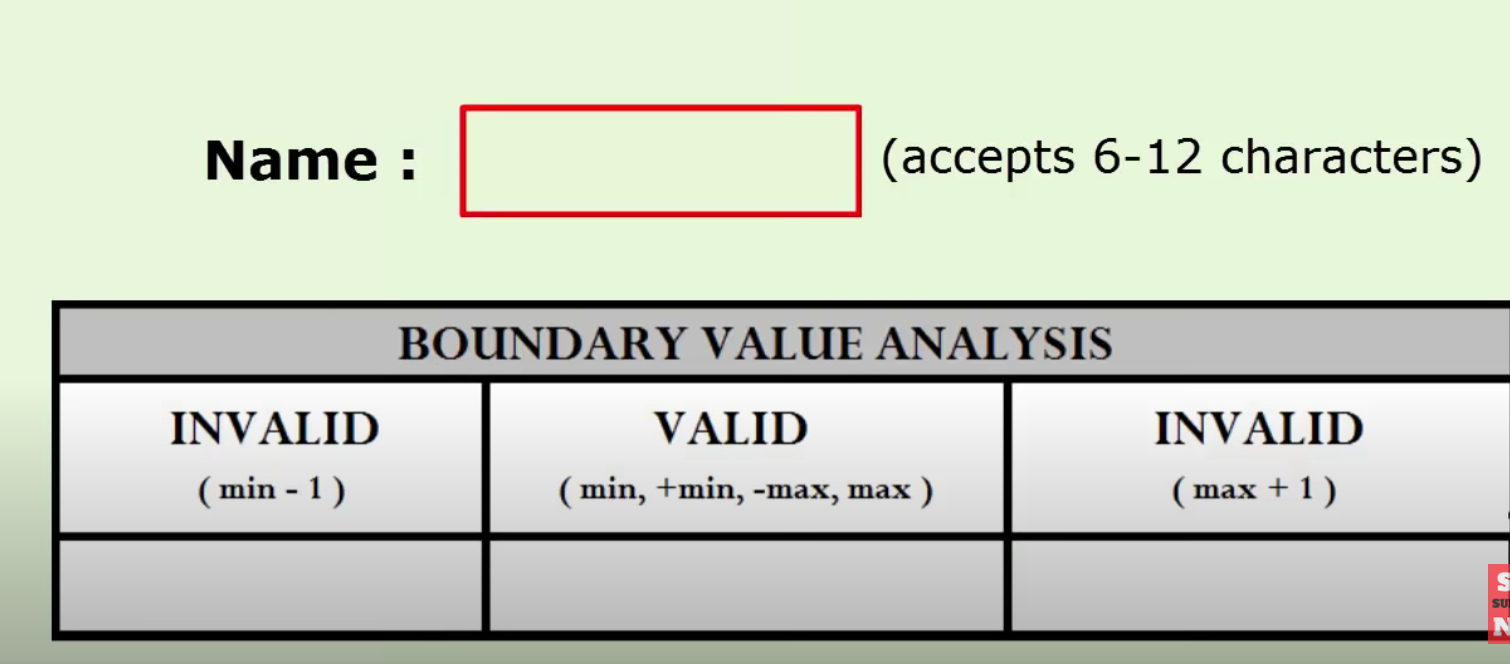 Name : (accepts 6-12 characters)
BOUNDARY VALUE ANALYSIS
INVALID VALID INVALID
( min - 1 ) ( min, +min, -max, max ) ( max + 1 )